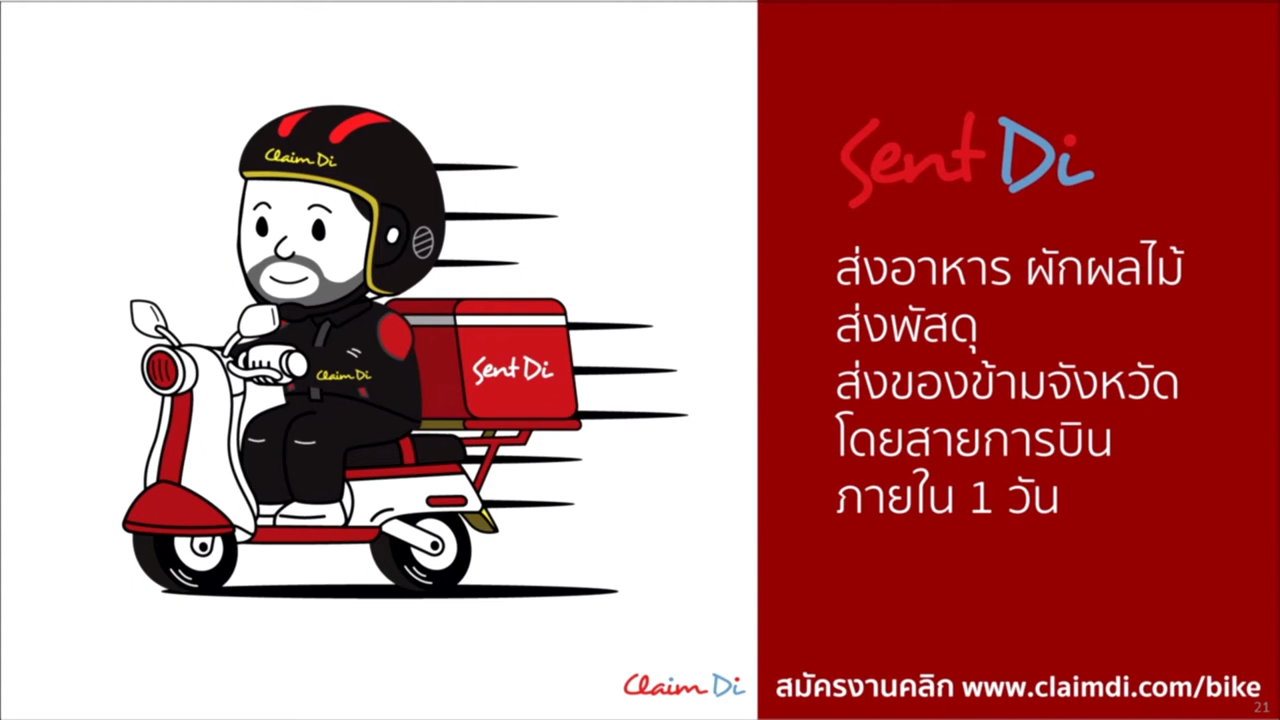 Claim Di
Claim Di
Sent Di
Sent Di
ส่งอาหาร ผักผลไม้
ส่งพัสดุ
ส่งของข้ามจังหวัด
โดยสายการบิน
ภายใน 1 วัน
Claim Di
สมัครงานคลิก www.claimdi.com/bike
21